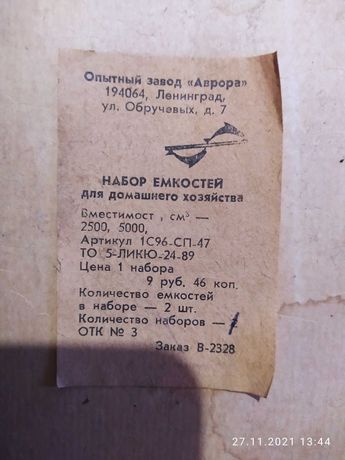 Опытный завод «Аврора»
194064, Ленинград,
ул. Обручевых, д. 7
НАБОР ЕМКОСТЕЙ
для домашнего хозяйства
Вместимост , см³ —
2500, 5000,
Артикул 1С96-СП-47
ТО 5-ЛИКЮ-24-89
Цена 1 набора
9 руб. 46 коп.
Количество емкостей
в наборе — 2 шт.
Количество наборов — 1
ОТК № 3
Заказ В-2328
27.11.2021 13:44